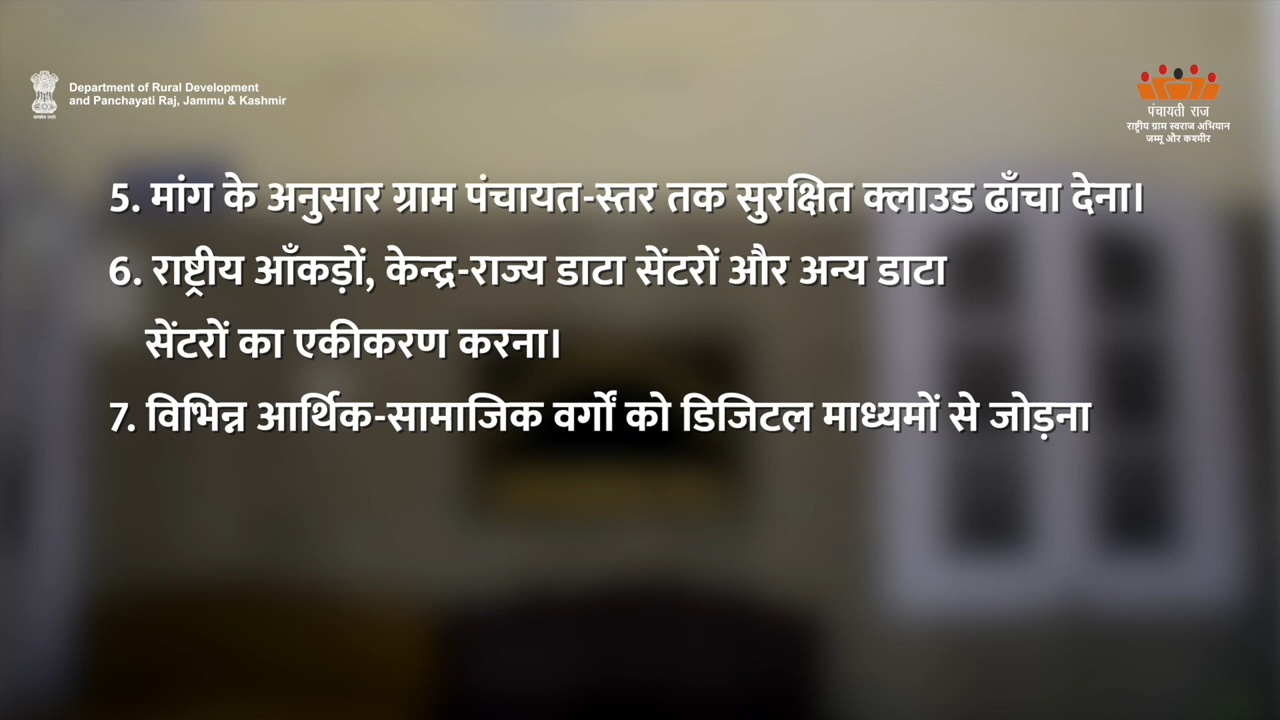 Department of Rural Development
and Panchayati Raj, Jammu & Kashmir
पंचायती राज
राष्ट्रीय ग्राम स्वराज अभियान
जम्मू और कश्मीर
5. मांग के अनुसार ग्राम पंचायत-स्तर तक सुरक्षित क्लाउड ढाँचा देना।
6. राष्ट्रीय आँकड़ों, केन्द्र-राज्य डाटा सेंटरों और अन्य डाटा
सेंटरों का एकीकरण करना।
7. विभिन्न आर्थिक-सामाजिक वर्गों को डिजिटल माध्यमों से जोड़ना